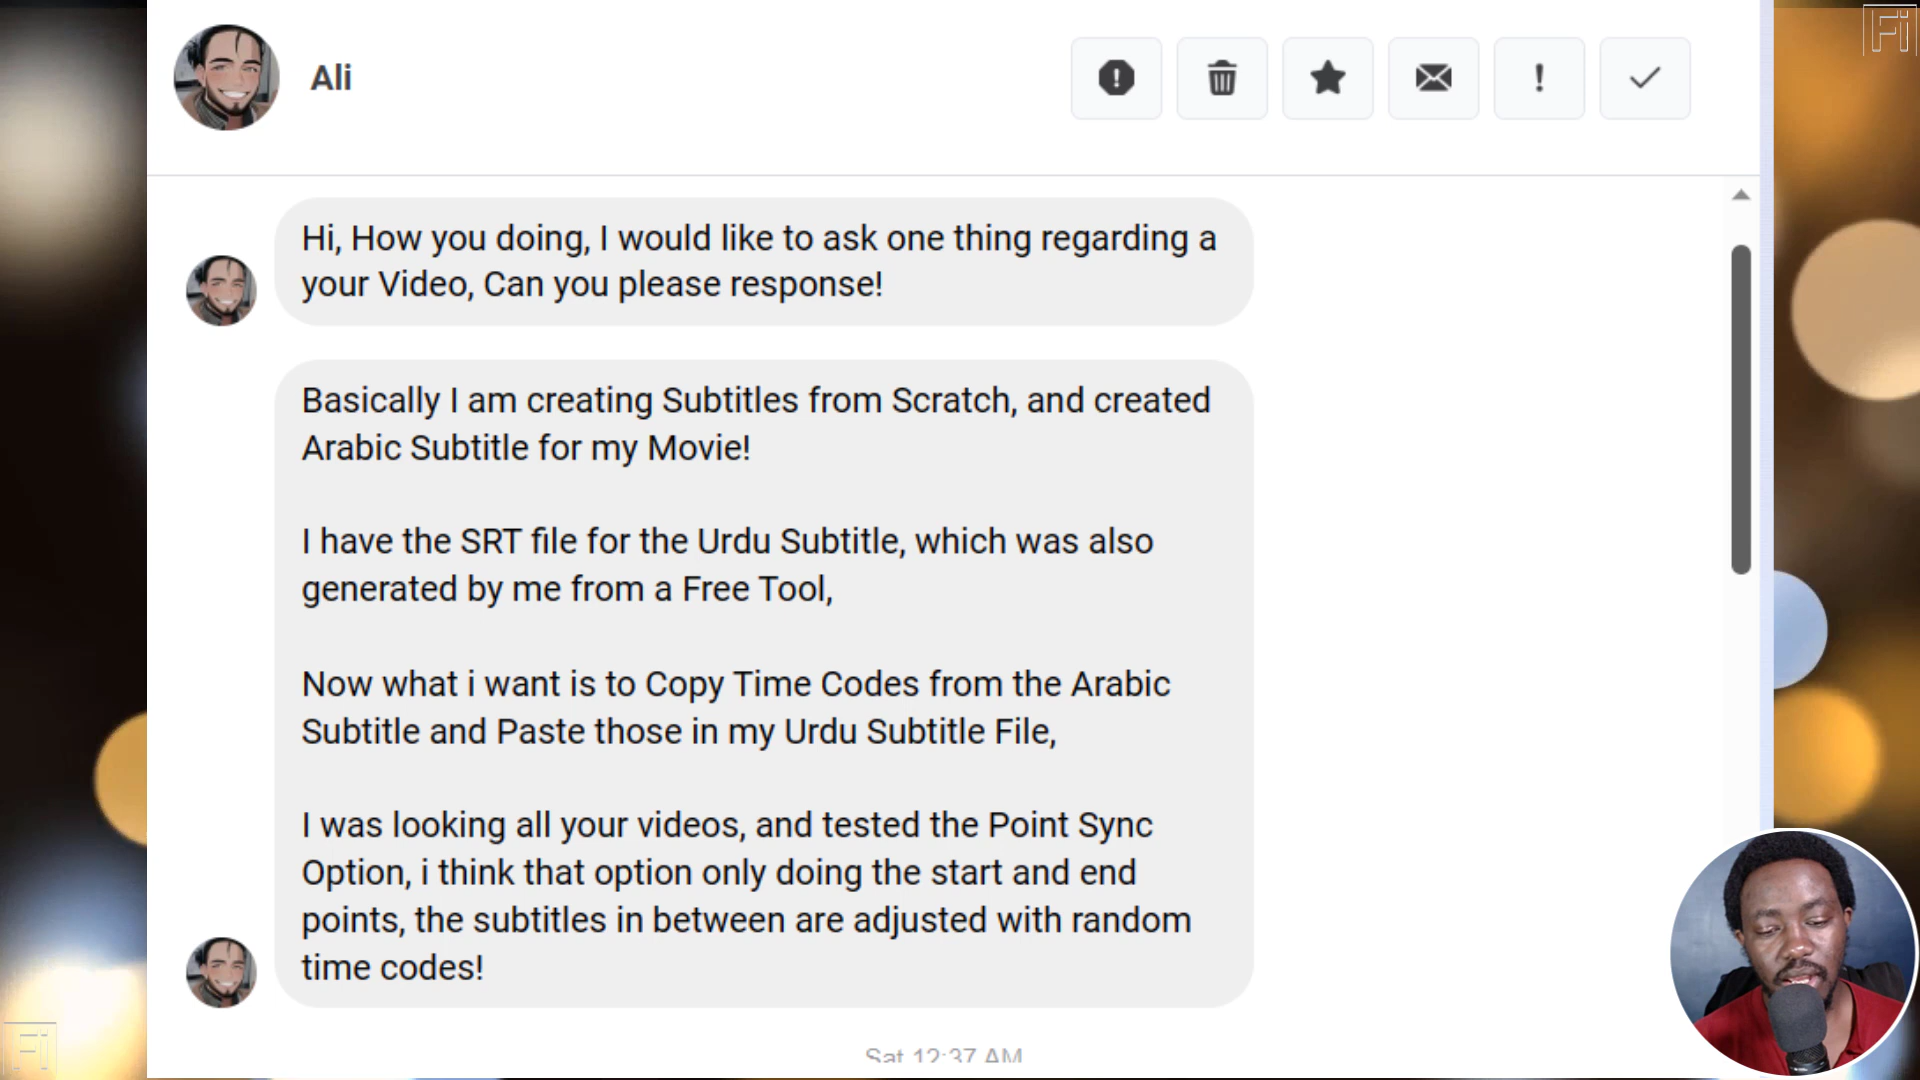 Fi
Ali
Hi, How you doing, I would like to ask one thing regarding a
your Video, Can you please response!
Basically I am creating Subtitles from Scratch, and created
Arabic Subtitle for my Movie!
I have the SRT file for the Urdu Subtitle, which was also
generated by me from a Free Tool,
Now what i want is to Copy Time Codes from the Arabic
Subtitle and Paste those in my Urdu Subtitle File,
I was looking all your videos, and tested the Point Sync
Option, i think that option only doing the start and end
points, the subtitles in between are adjusted with random
time codes!
Sat 12:37 AM
Fi